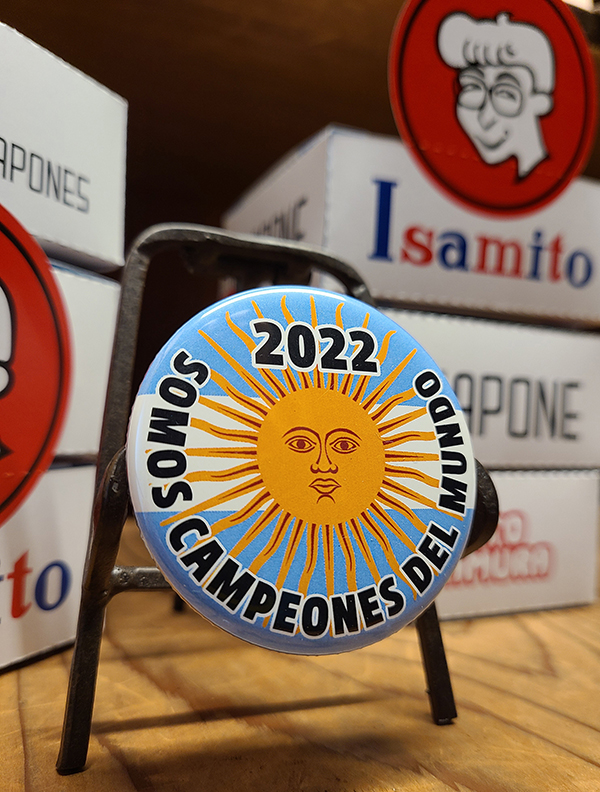 2022
SOMOS CAMPEONES DEL MUNDO
Isamito
APONES
APONE